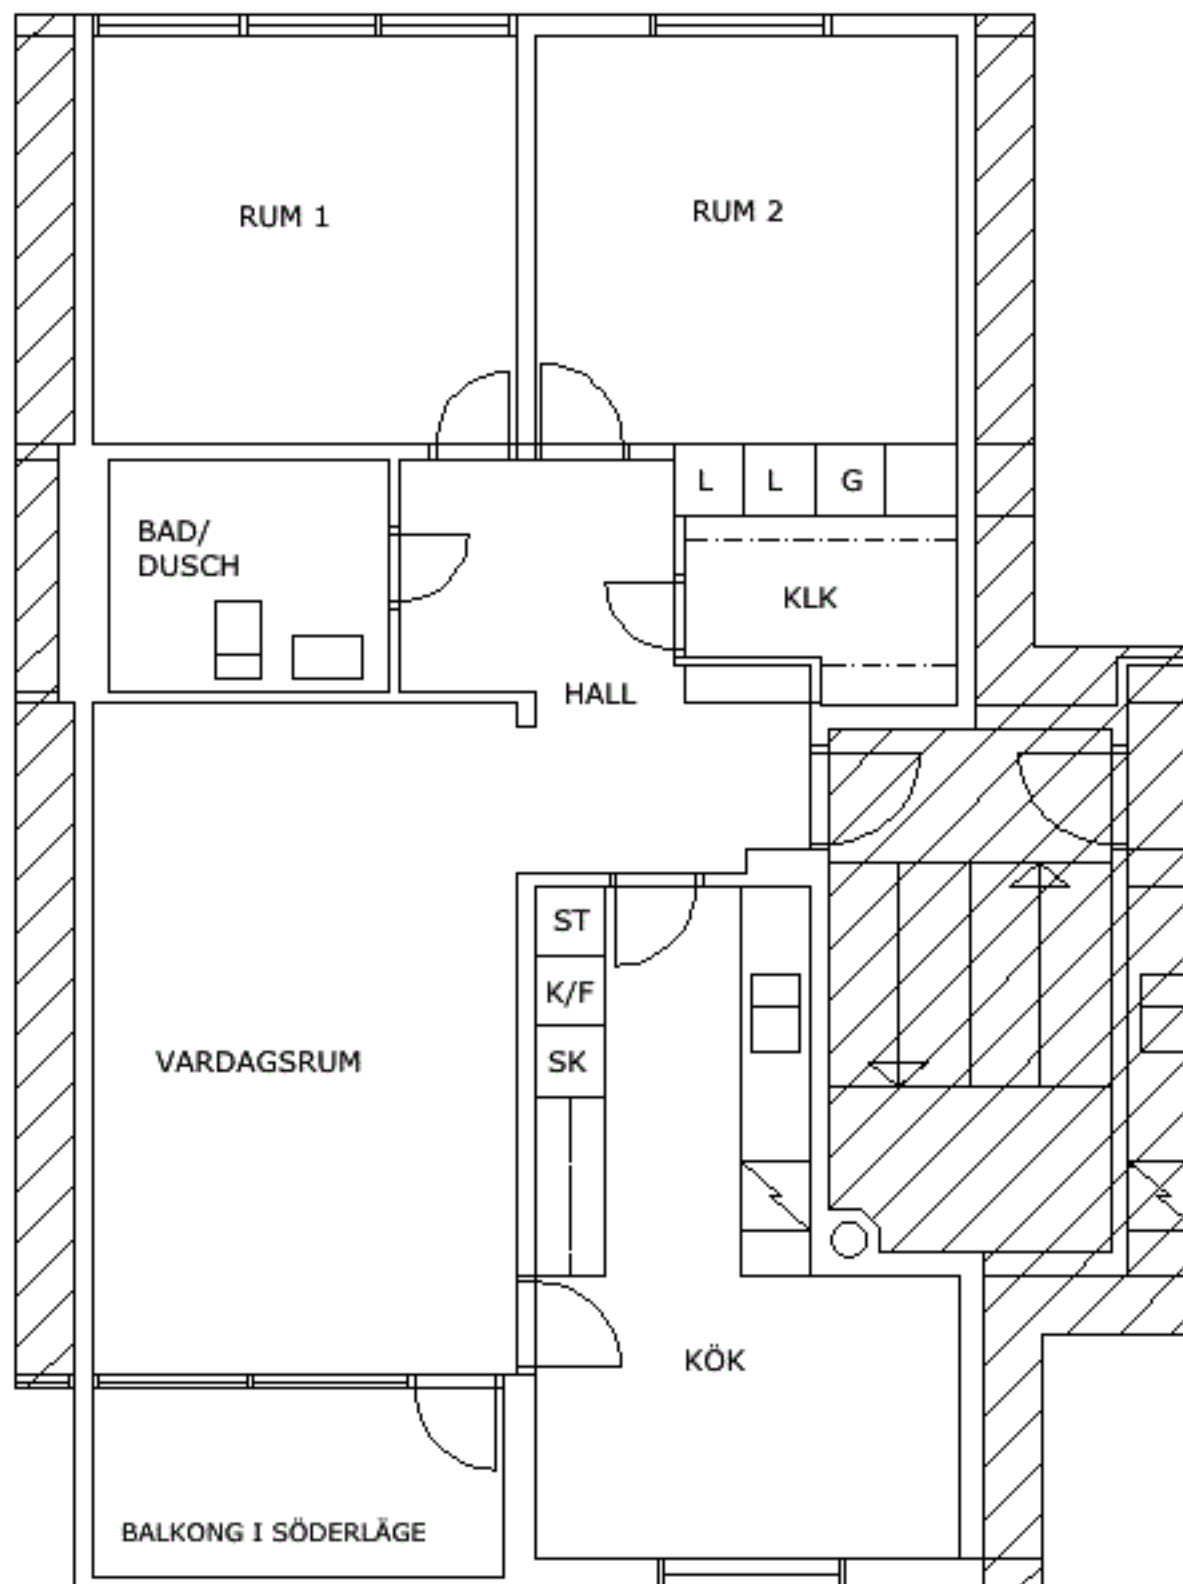 RUM 1
RUM 2
L
L
G
BAD/
DUSCH
KLK
HALL
ST
K/F
SK
VARDAGSRUM
KÖK
BALKONG I SÖDERLÄGE